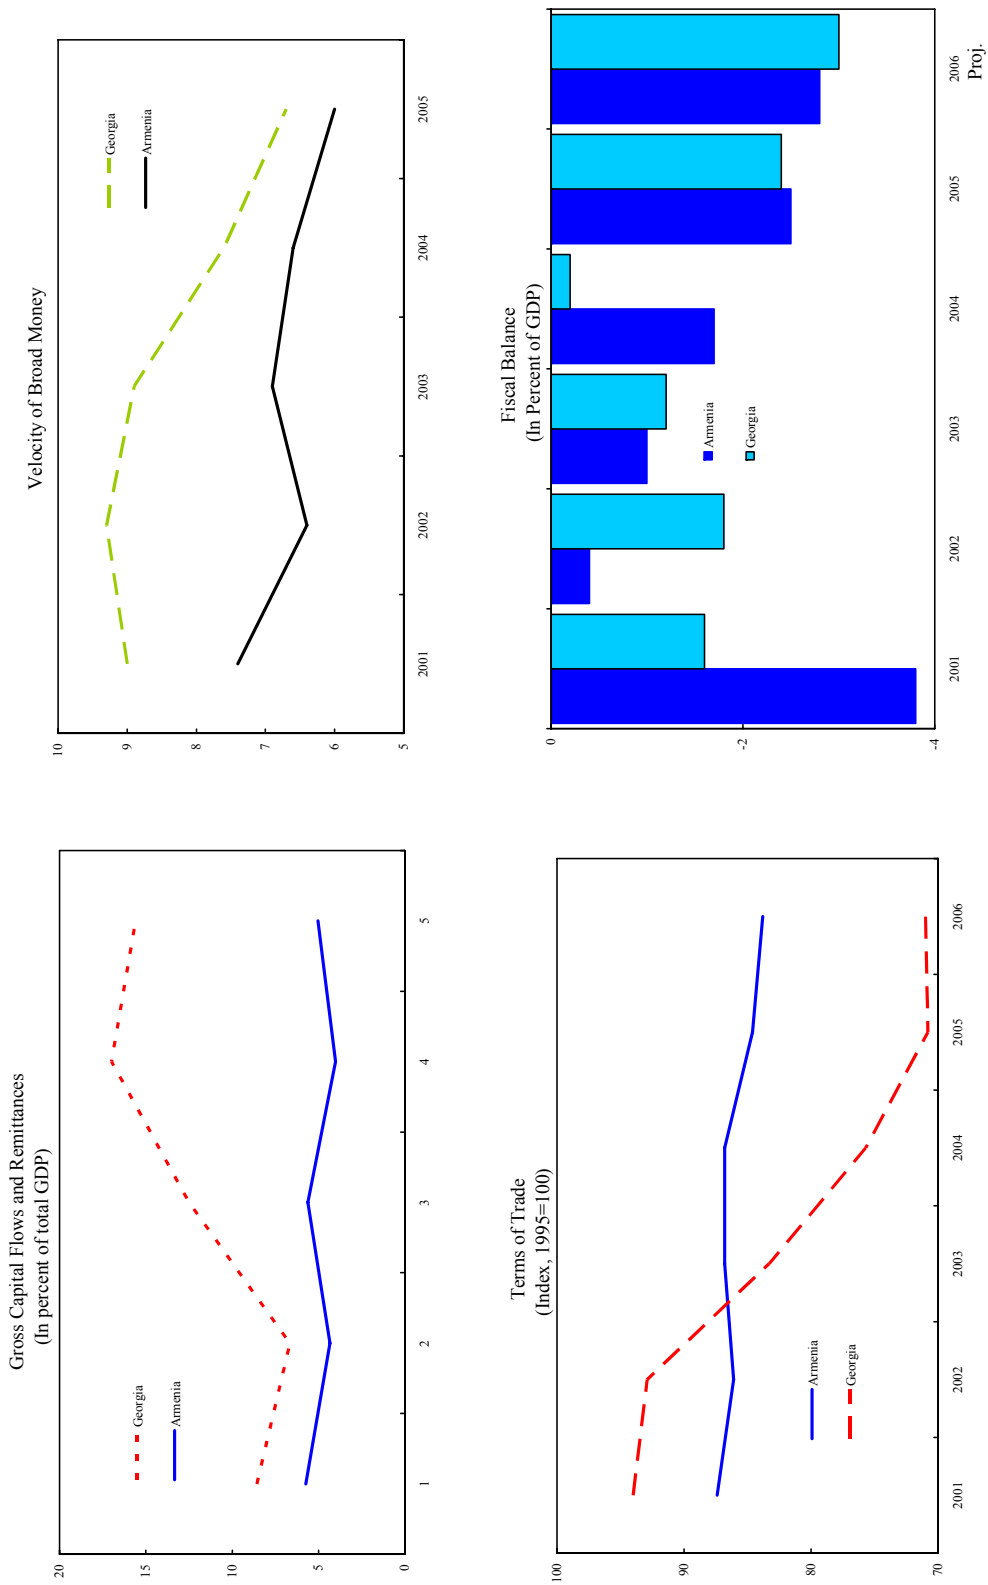 Gross Capital Flows and Remittances
(In percent of total GDP)
20
15
10
5
0
1
2
3
4
5
Georgia
Armenia
Velocity of Broad Money
10
9
8
7
6
5
2001
2002
2003
2004
2005
Georgia
Armenia
Terms of Trade
(Index, 1995=100)
100
90
80
70
2001
2002
2003
2004
2005
2006
Armenia
Georgia
Fiscal Balance
(In Percent of GDP)
0
-2
-4
2001
2002
2003
2004
2005
2006
Proj.
Armenia
Georgia